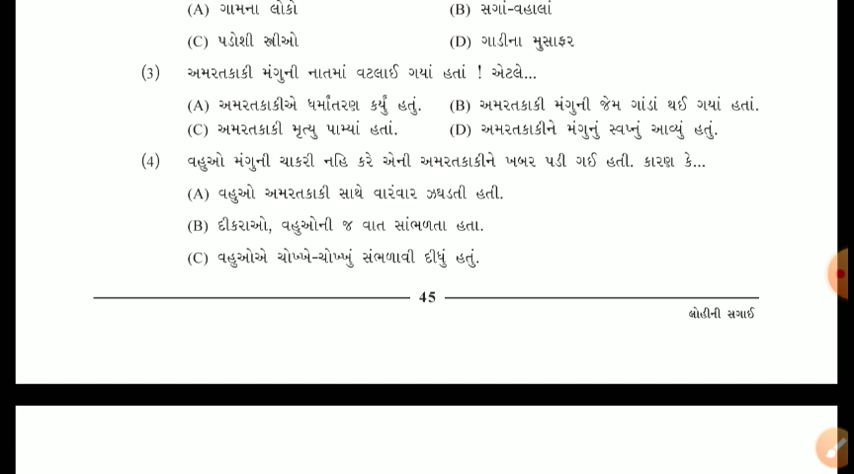 (A) ગામના લોકો (B) સગાં-વહાલાં
(C) પડોશી સ્ત્રીઓ (D) ગાડીના મુસાફર
(3) અમરતકાકી મંગુની નાતમાં વટલાઈ ગયાં હતાં ! એટલે...
(A) અમરતકાકીએ ધર્માંતરણ કર્યું હતું. (B) અમરતકાકી મંગુની જેમ ગાંડાં થઈ ગયાં હતાં.
(C) અમરતકાકી મૃત્યુ પામ્યાં હતાં. (D) અમરતકાકીને મંગુનું સ્વપ્નું આવ્યું હતું.
(4) વહુઓ મંગુની ચાકરી નહિ કરે એની અમરતકાકીને ખબર પડી ગઈ હતી. કારણ કે...
(A) વહુઓ અમરતકાકી સાથે વારંવાર ઝઘડતી હતી.
(B) દીકરાઓ, વહુઓની જ વાત સાંભળતા હતા.
(C) વહુઓએ ચોખ્ખે-ચોખ્ખું સંભળાવી દીધું હતું.
45
લોહીની સગાઈ